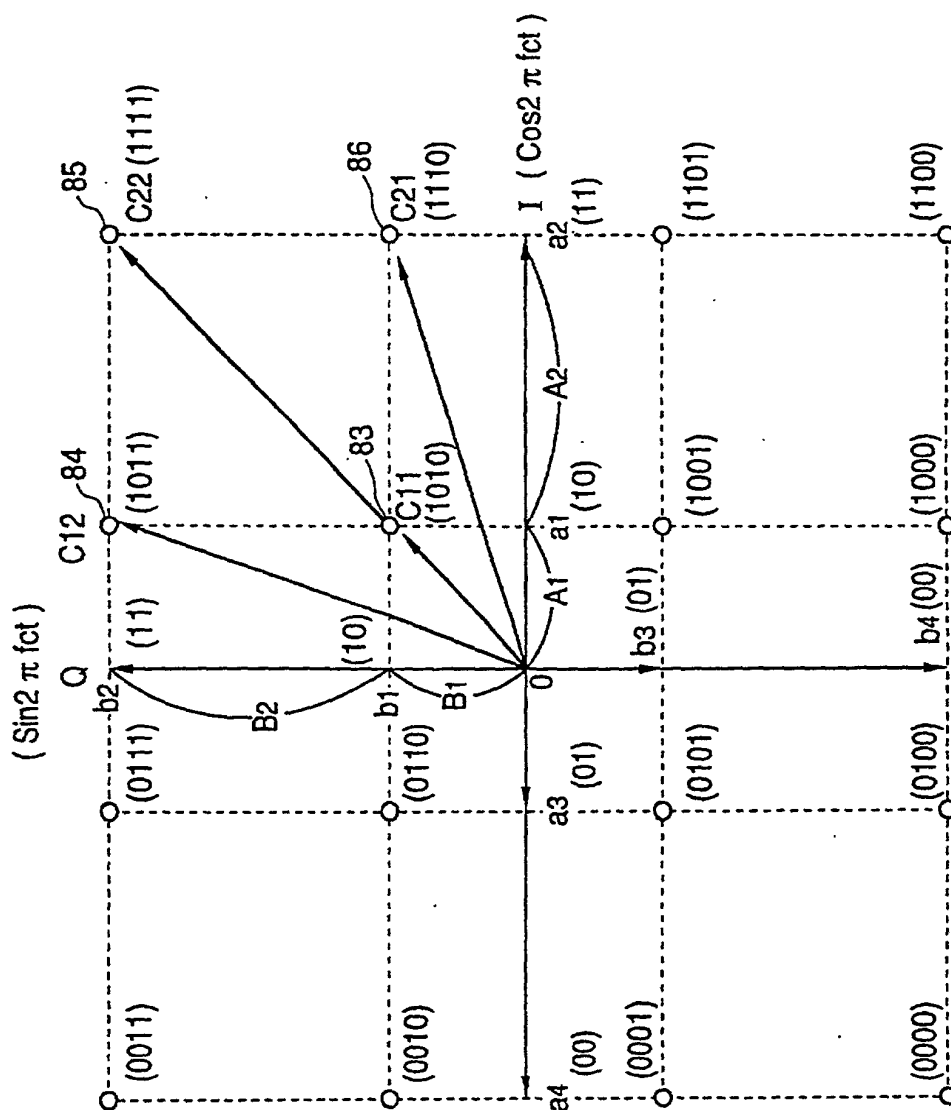 ( Sin2 π fct )
Q
C12
84
85
b2
(0011)
(0111)
(11)
(1011)
C22 (1111)
B2
83
86
(0010)
(0110)
b1
(10)
C11
(1010)
C21
(1110)
B1
A1
A2
I ( Cos2 π fct )
a4
(00)
a3
(01)
0
a1
(10)
a2
(11)
(0001)
(0101)
b3 (01)
(1001)
(1101)
(0000)
(0100)
b4 (00)
(1000)
(1100)